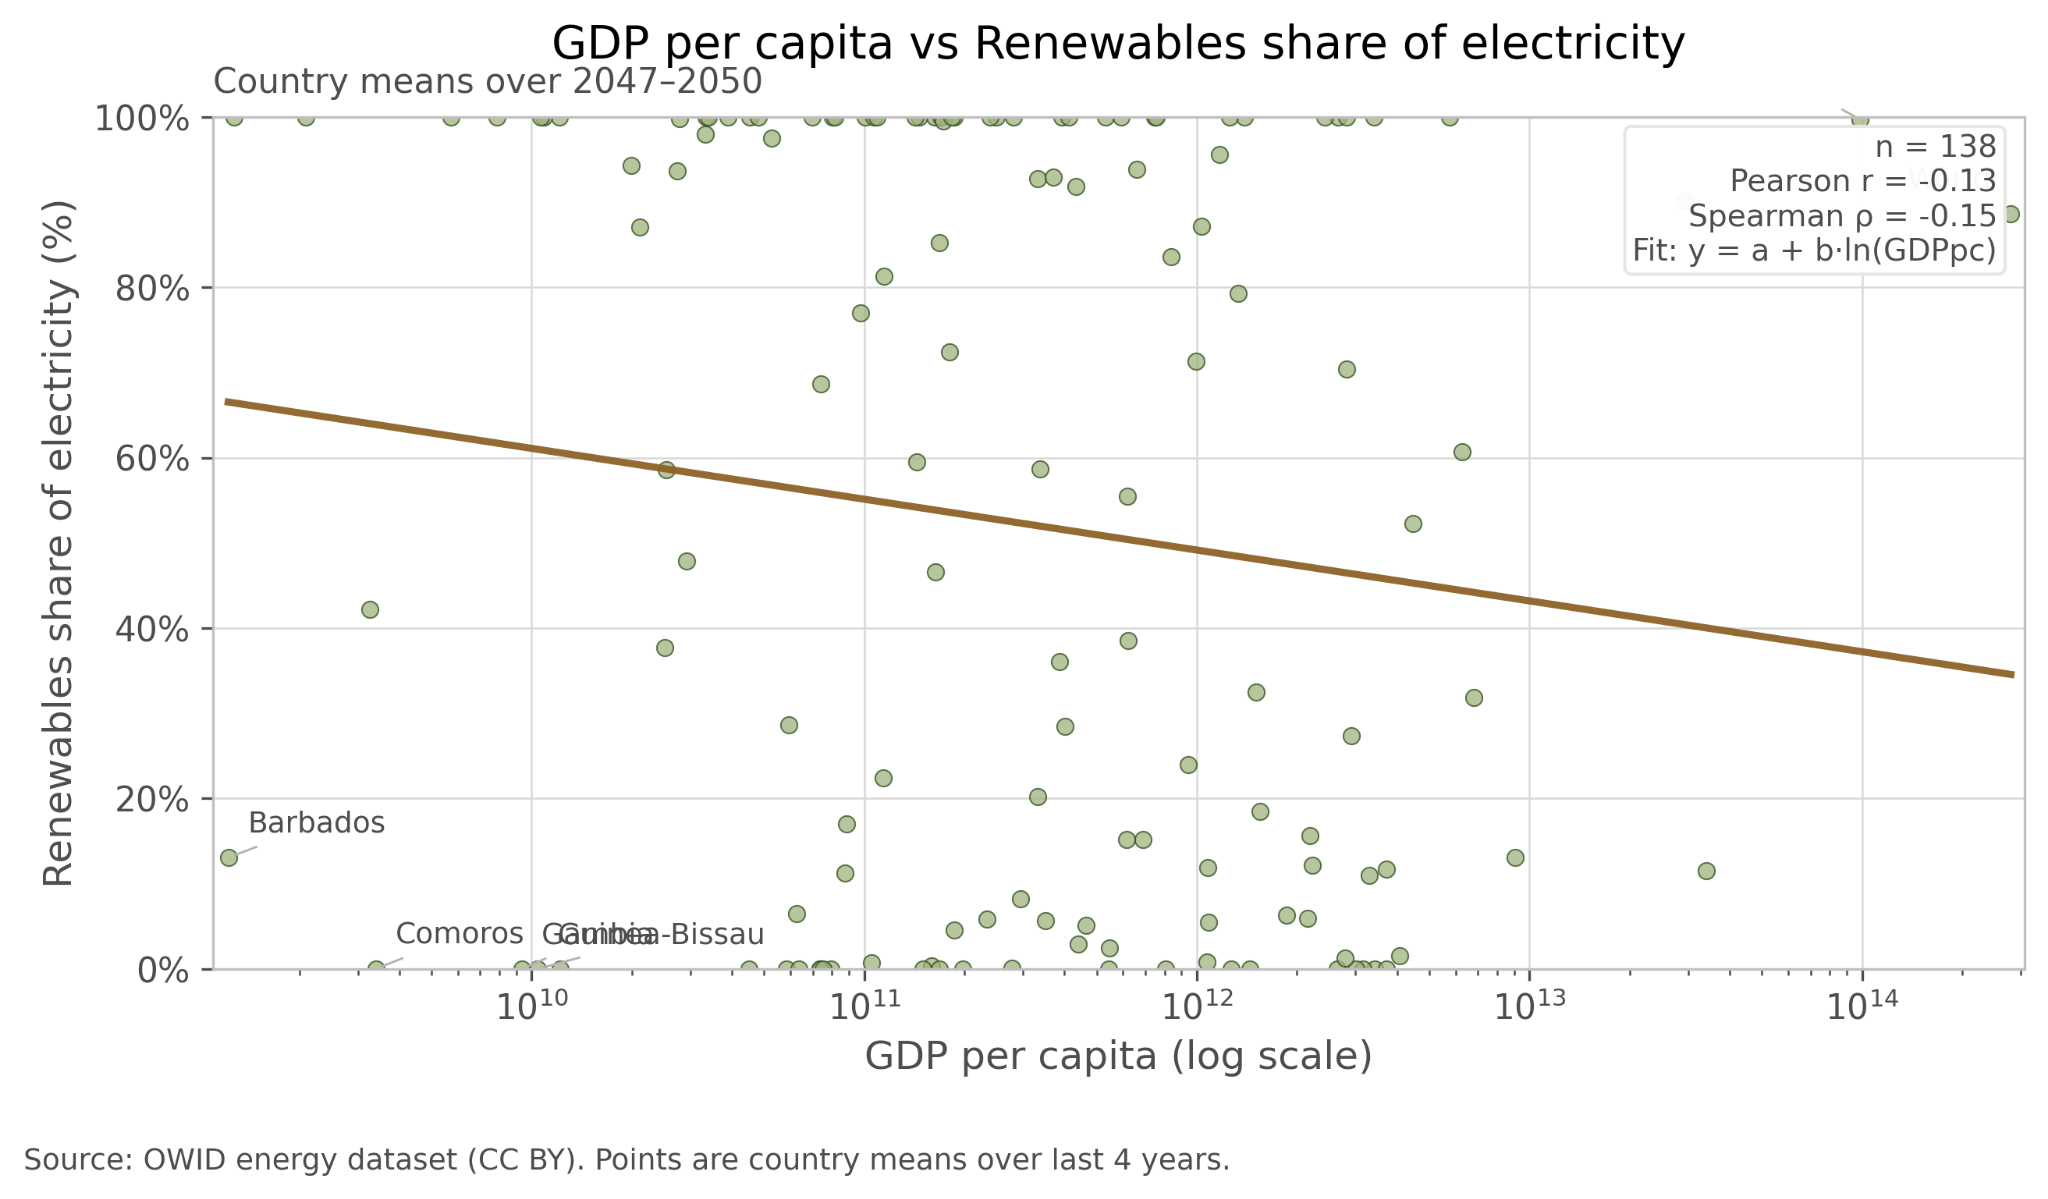 GDP per capita vs Renewables share of electricity
Country means over 2047–2050
Renewables share of electricity (%)
100%
80%
60%
40%
20%
0%
n = 138
Pearson r = -0.13
Spearman ρ = -0.15
Fit: y = a + b·ln(GDPpc)
Barbados
Comoros
Gambia
Guinea-Bissau
10¹⁰
10¹¹
10¹²
10¹³
10¹⁴
GDP per capita (log scale)
Source: OWID energy dataset (CC BY). Points are country means over last 4 years.